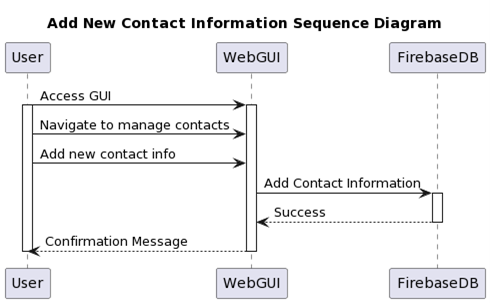 Add New Contact Information Sequence Diagram
User WebGUI FirebaseDB
Access GUI
Navigate to manage contacts
Add new contact info
Add Contact Information
Success
Confirmation Message
User WebGUI FirebaseDB